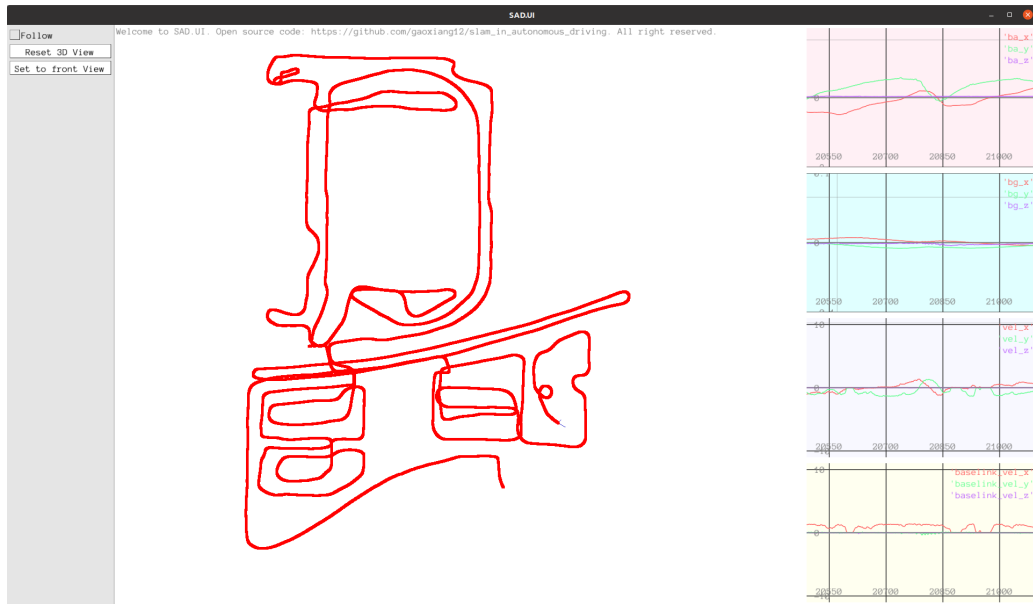 SAD.UI
Follow
Reset 3D View
Set to front View
Welcome to SAD.UI. Open source code: https://github.com/gaoxiang12/slam_in_autonomous_driving. All right reserved.
'ba_x'
'ba_y'
'ba_z'
0
20550 20700 20850 21000
'bg_x'
'bg_y'
'bg_z'
0
20550 20700 20850 21000
10
'vel_x'
'vel_y'
'vel_z'
0
20550 20700 20850 21000
-10
10
'baselink_vel_x'
'baselink_vel_y'
'baselink_vel_z'
0
20550 20700 20850 21000
-10